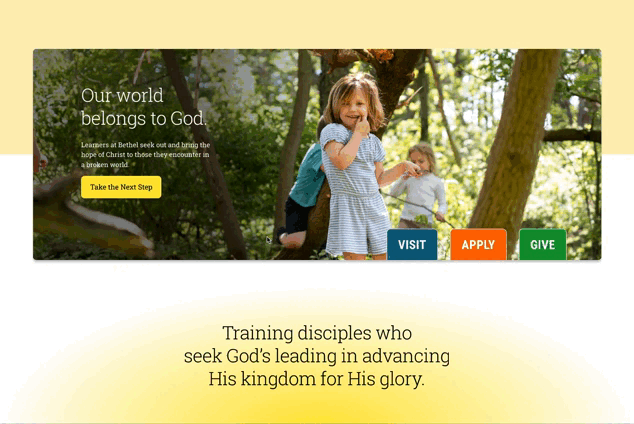 Our world
belongs to God.
Learners at Bethel seek out and bring the
hope of Christ to those they encounter in
a broken world.
Take the Next Step
VISIT APPLY GIVE
Training disciples who
seek God’s leading in advancing
His kingdom for His glory.